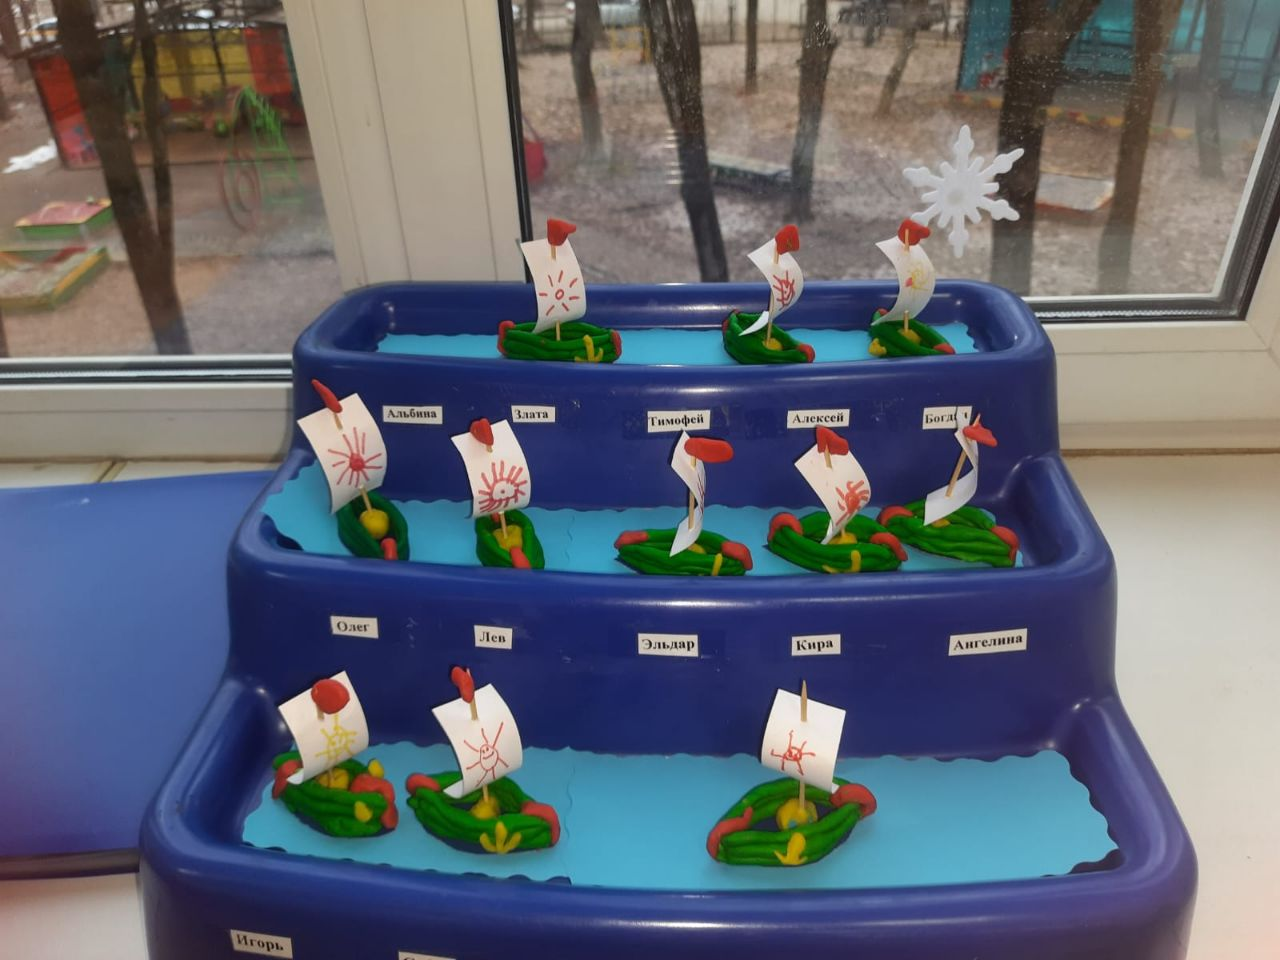 Альбина
Злата
Тимофей
Алексей
Олег
Лев
Эльдар
Кира
Ангелина
Игорь